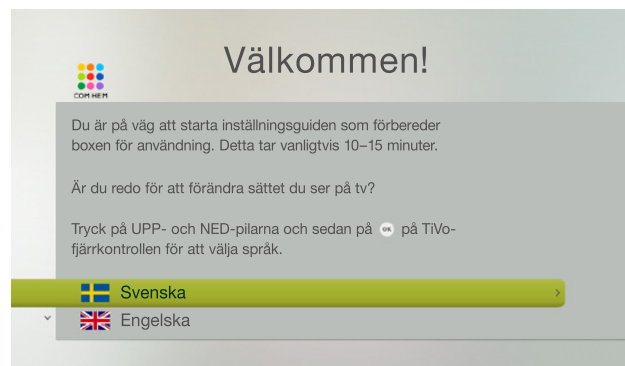 Välkommen!
COM HEM
Du är på väg att starta inställningsguiden som förbereder
boxen för användning. Detta tar vanligtvis 10–15 minuter.
Är du redo för att förändra sättet du ser på tv?
Tryck på UPP- och NED-pilarna och sedan på OK på TiVo-
fjärrkontrollen för att välja språk.
Svenska
Engelska